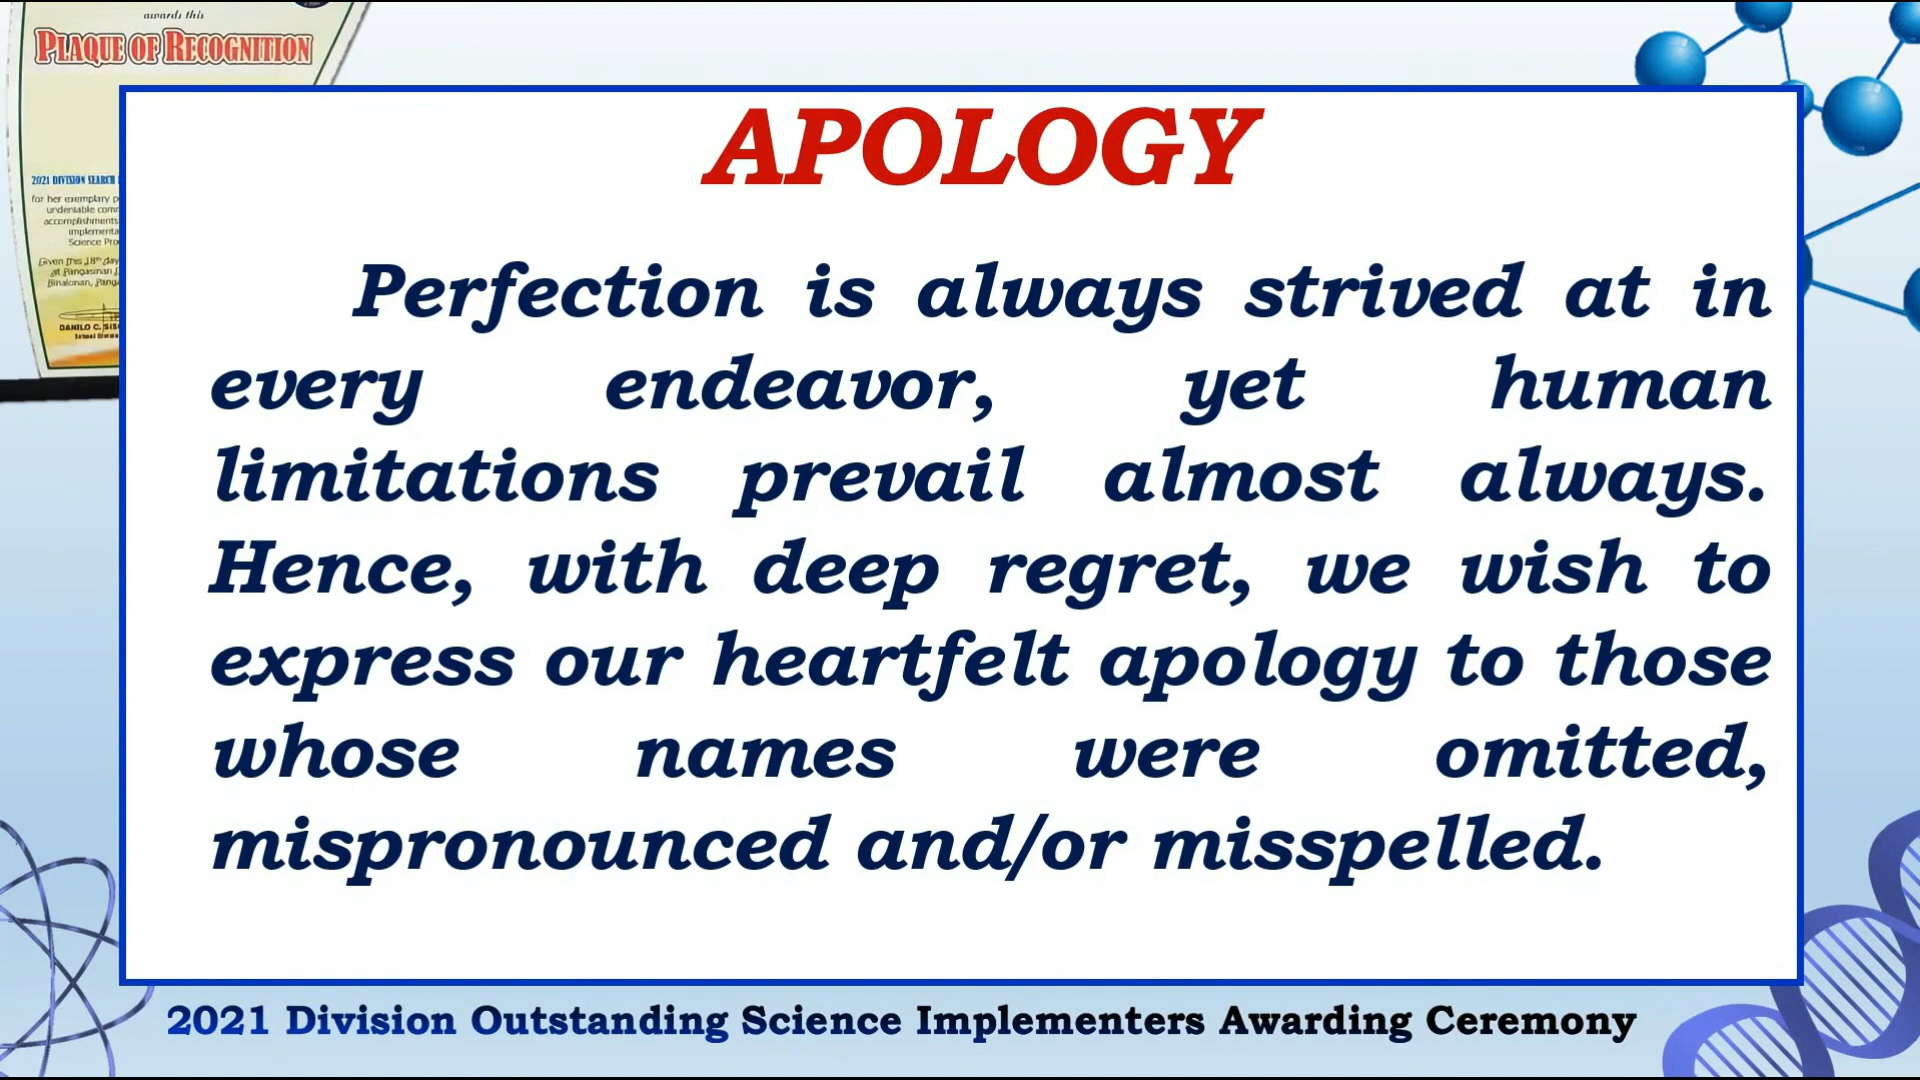 awards this
PLAQUE OF RECOGNITION
2021 DIVISION SEARCH
for her exemplary
undeniable
accomplishments
Science
Given this 18th day
at Pangasinan
Binalonan,
DANILO C.
APOLOGY
Perfection is always strived at in
every endeavor, yet human
limitations prevail almost always.
Hence, with deep regret, we wish to
express our heartfelt apology to those
whose names were omitted,
mispronounced and/or misspelled.
2021 Division Outstanding Science Implementers Awarding Ceremony